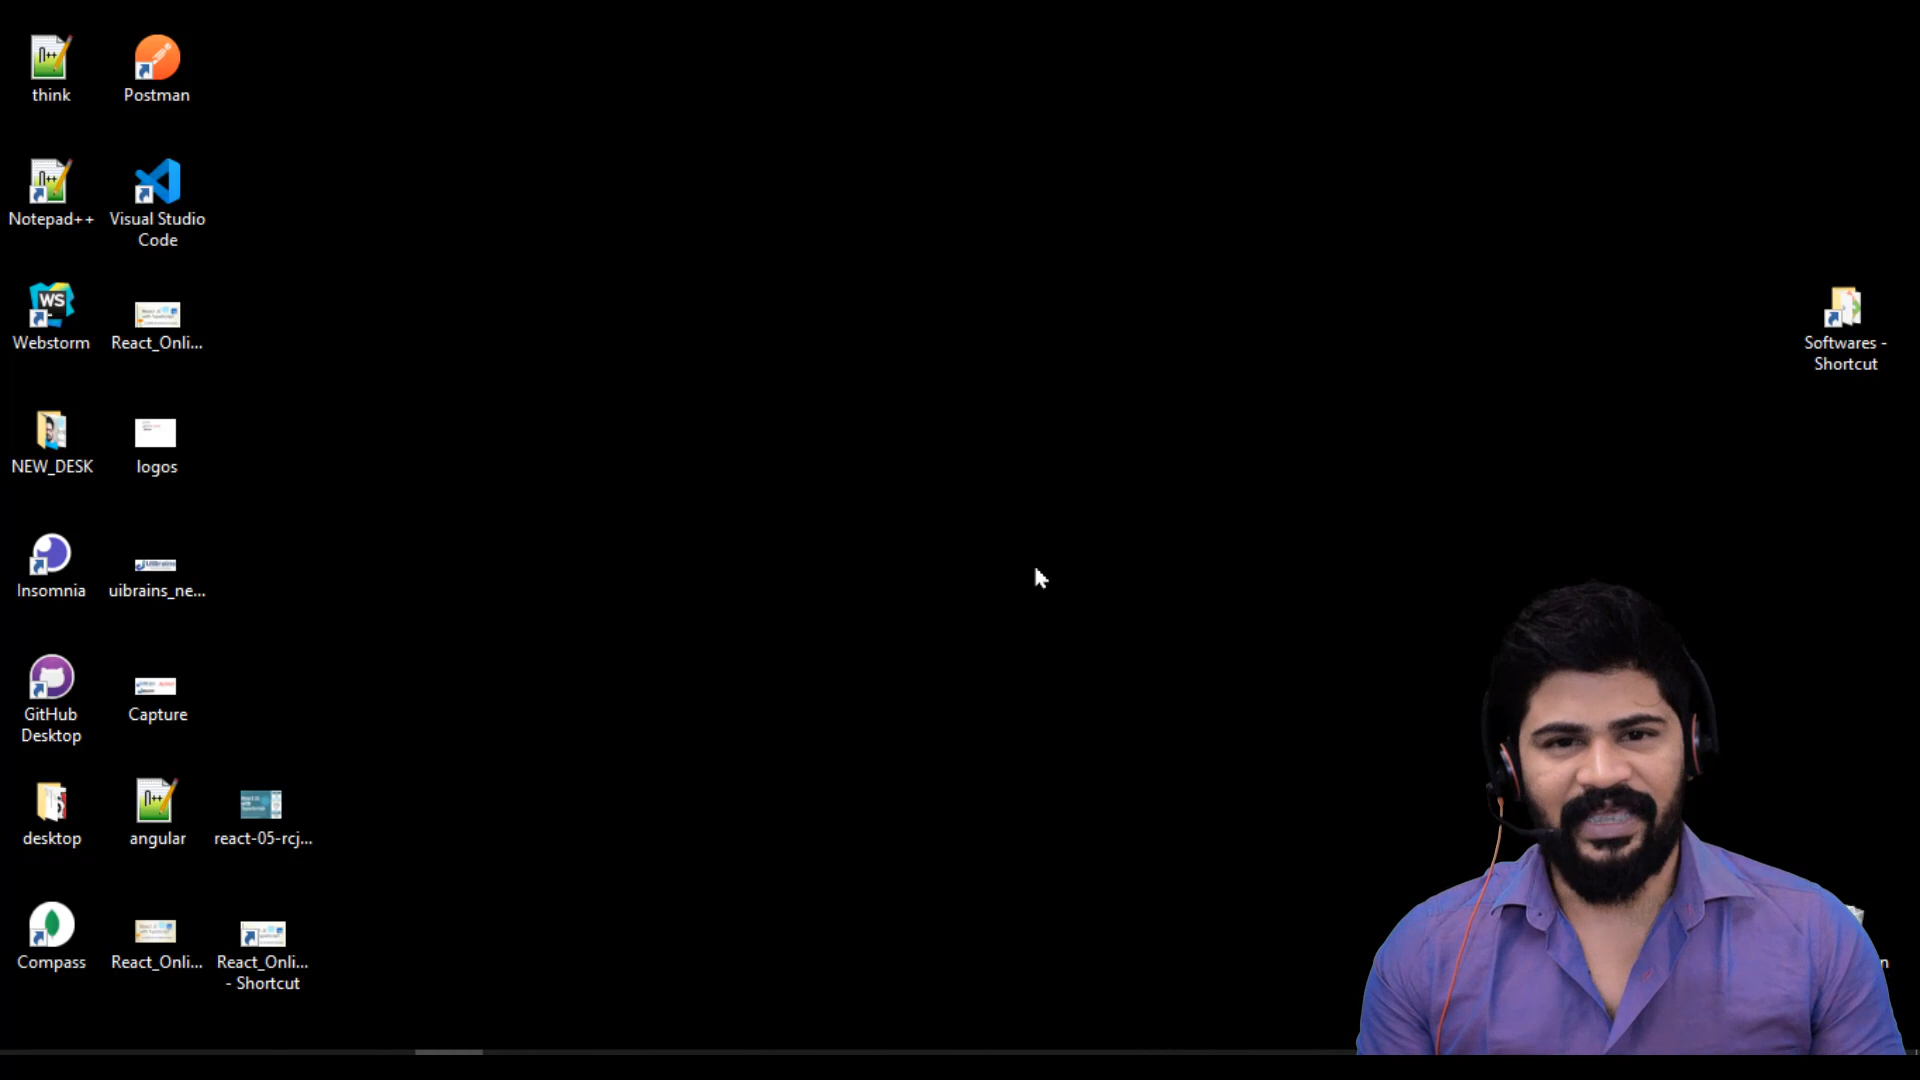 think
Postman
Notepad++
Visual Studio
Code
WS
Webstorm
React_Onli...
Softwares -
Shortcut
NEW_DESK
logos
Insomnia
uibrains_ne...
GitHub
Desktop
Capture
desktop
angular
react-05-rcj...
Compass
React_Onli...
React_Onli...
- Shortcut